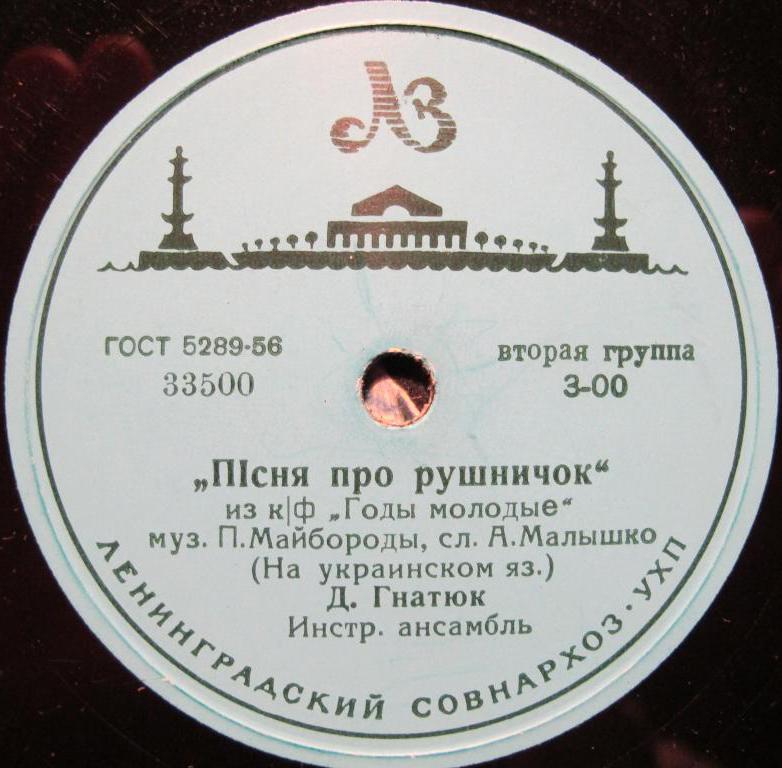 ЛЗ
ГОСТ 5289-56
33500
вторая группа
3-00
„Пісня про рушничок“
из к|ф „Годы молодые“
муз. П.Майбороды, сл. А.Малышко
(На украинском яз.)
Д. Гнатюк
Инстр. ансамбль
ЛЕНИНГРАДСКИЙ СОВНАРХОЗ·УХП